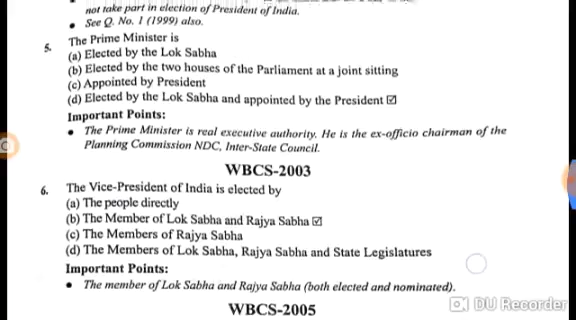 not take part in election of President of India.
• See Q. No. 1 (1999) also.
5. The Prime Minister is
(a) Elected by the Lok Sabha
(b) Elected by the two houses of the Parliament at a joint sitting
(c) Appointed by President
(d) Elected by the Lok Sabha and appointed by the President ☑
Important Points:
• The Prime Minister is real executive authority. He is the ex-officio chairman of the
Planning Commission NDC, Inter-State Council.
WBCS-2003
6. The Vice-President of India is elected by
(a) The people directly
(b) The Member of Lok Sabha and Rajya Sabha ☑
(c) The Members of Rajya Sabha
(d) The Members of Lok Sabha, Rajya Sabha and State Legislatures
Important Points:
• The member of Lok Sabha and Rajya Sabha (both elected and nominated).
WBCS-2005
DU Recorder